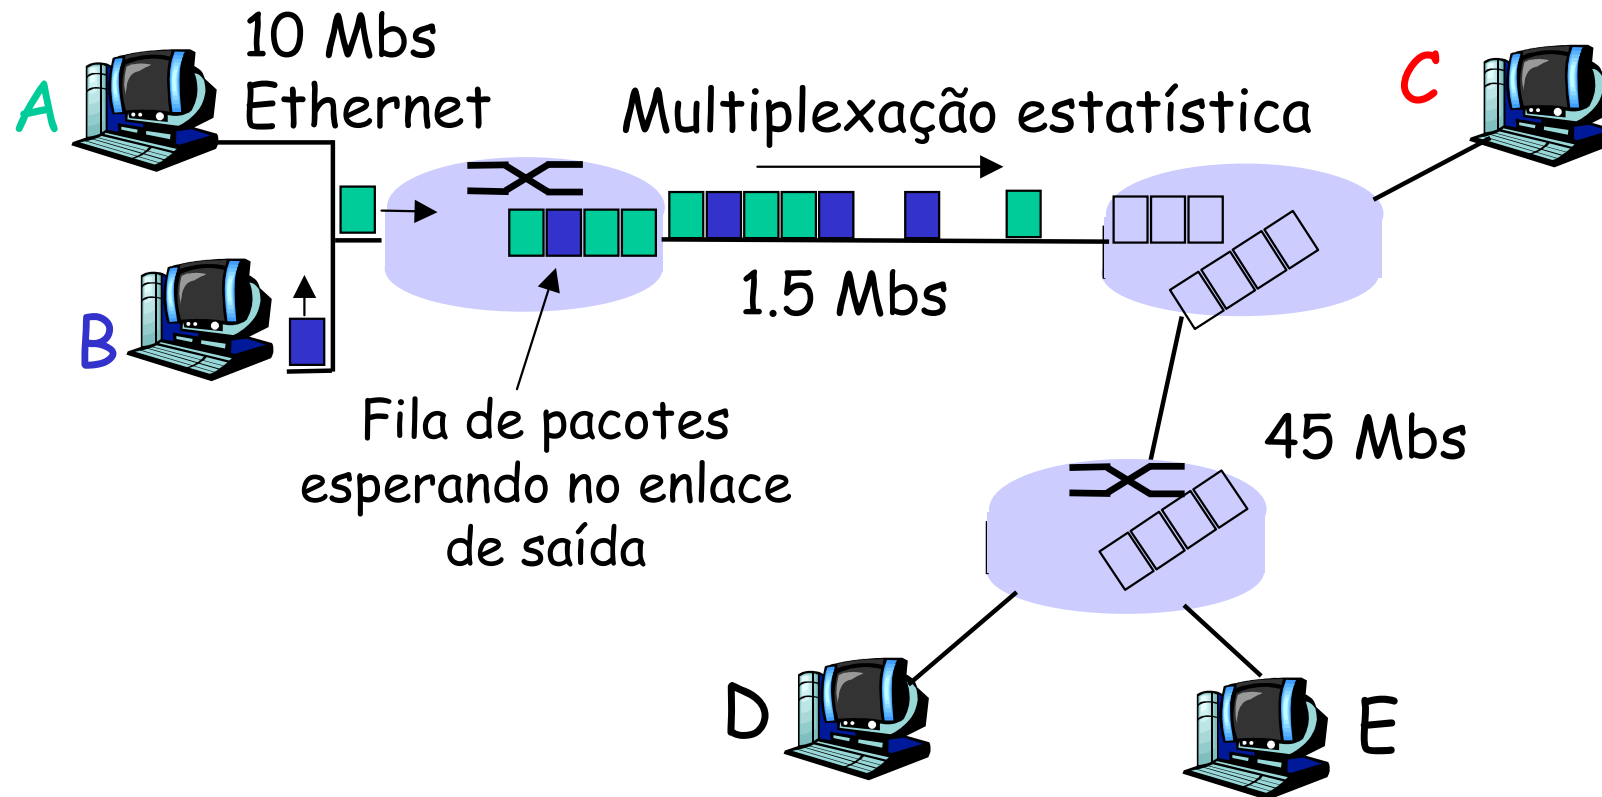 10 Mbs
Ethernet
A
Multiplexação estatística
C
1.5 Mbs
B
Fila de pacotes
esperando no enlace
de saída
45 Mbs
D
E